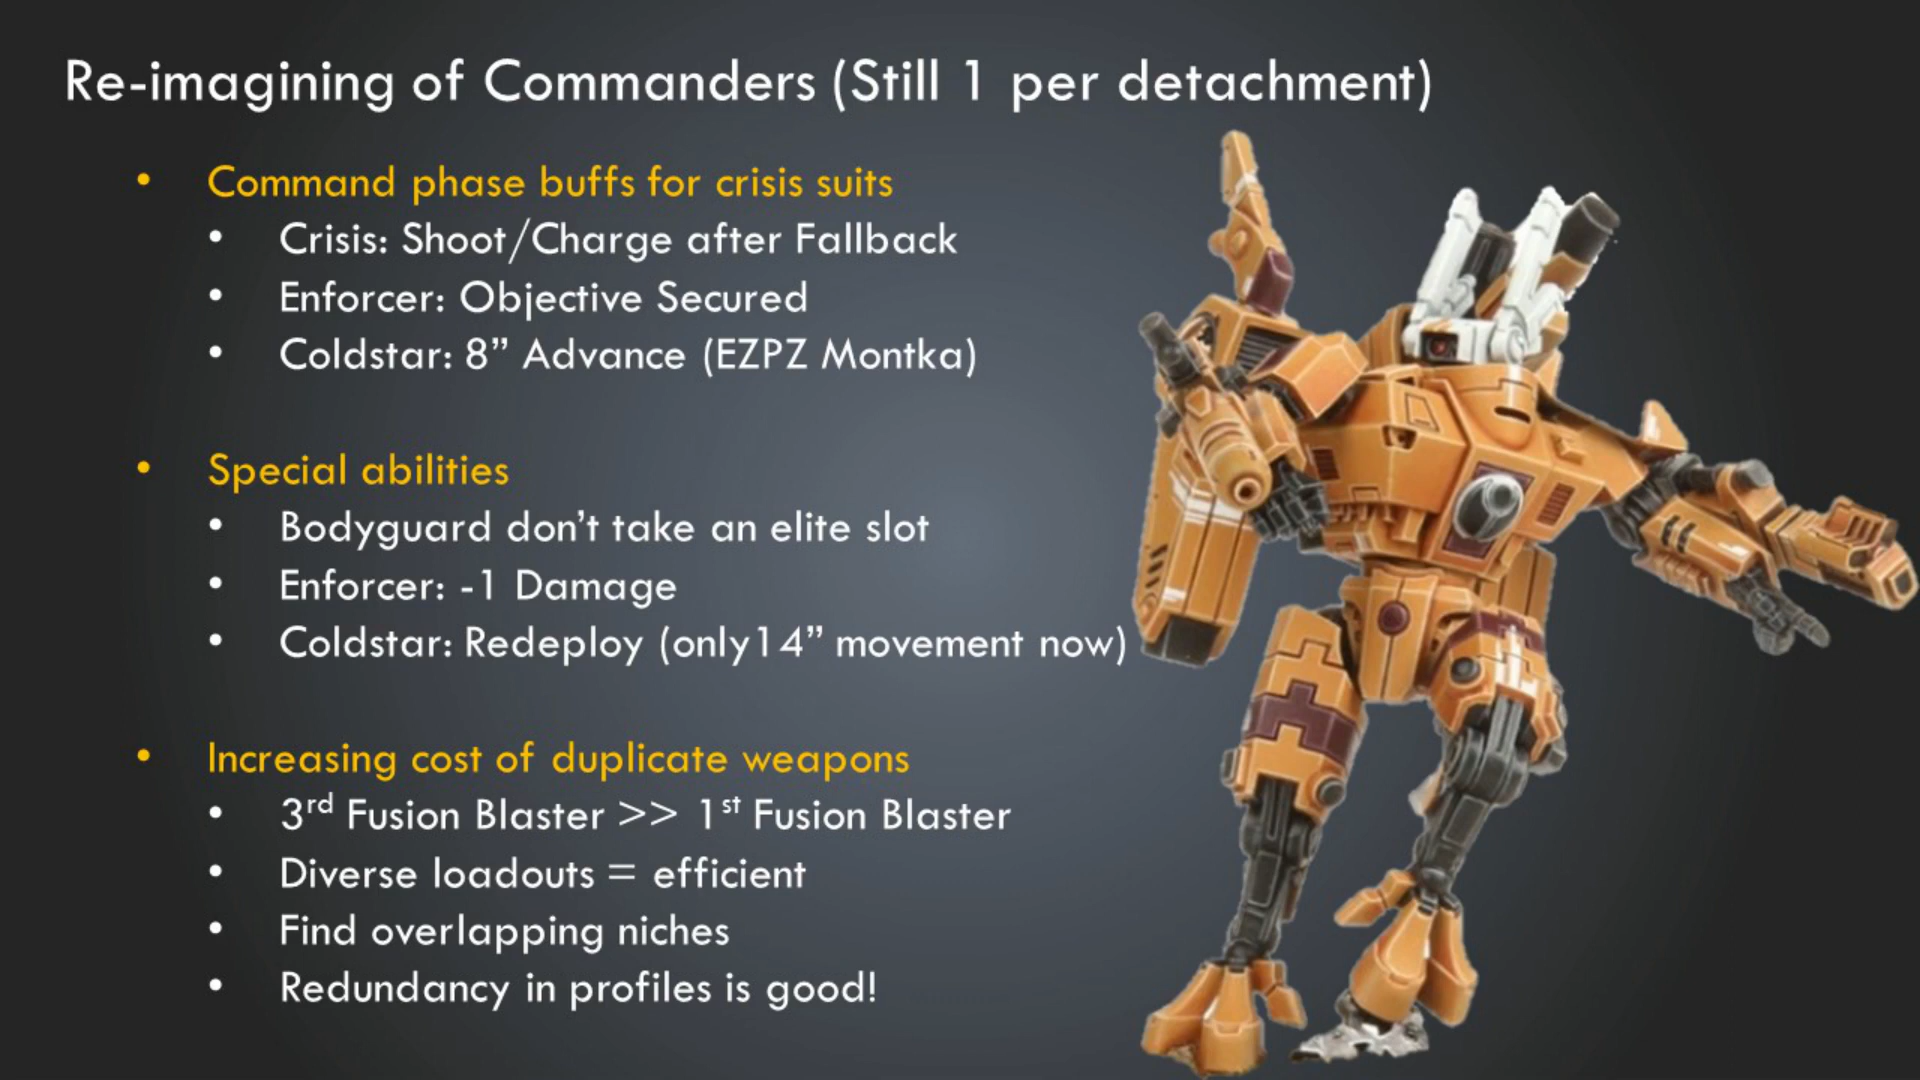 Re-imagining of Commanders (Still 1 per detachment)
• Command phase buffs for crisis suits
• Crisis: Shoot/Charge after Fallback
• Enforcer: Objective Secured
• Coldstar: 8” Advance (EZPZ Montka)
• Special abilities
• Bodyguard don’t take an elite slot
• Enforcer: -1 Damage
• Coldstar: Redeploy (only14” movement now)
• Increasing cost of duplicate weapons
• 3rd Fusion Blaster >> 1st Fusion Blaster
• Diverse loadouts = efficient
• Find overlapping niches
• Redundancy in profiles is good!